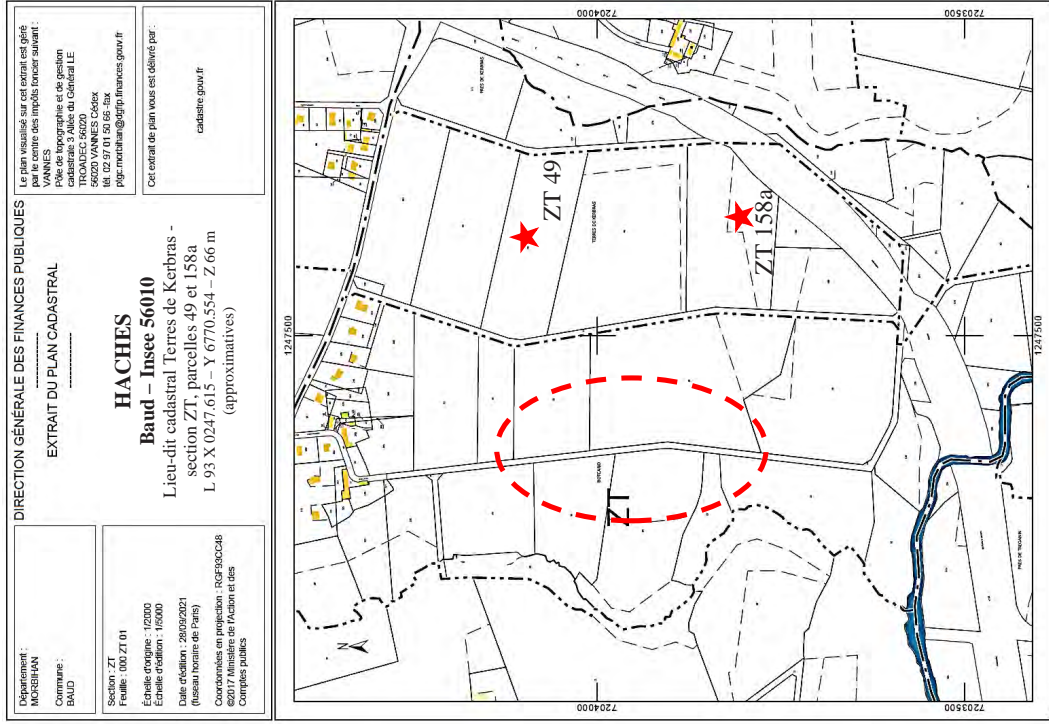 Département :
MORBIHAN
Commune :
BAUD
Section : ZT
Feuille : 000 ZT 01
Échelle d'origine : 1/2000
Échelle d'édition : 1/5000
Date d'édition : 28/09/2021
(fuseau horaire de Paris)
Coordonnées en projection : RGF93CC48
©2017 Ministère de l'Action et des
Comptes publics
DIRECTION GÉNÉRALE DES FINANCES PUBLIQUES
EXTRAIT DU PLAN CADASTRAL
HACHES
Baud – Insee 56010
Lieu-dit cadastral Terres de Kerbras -
section ZT, parcelles 49 et 158a
L 93 X 0247.615 – Y 6770.554 – Z 66 m
(approximatives)
Le plan visualisé sur cet extrait est géré
par le centre des impôts foncier suivant :
VANNES
Pôle de topographie et de gestion
cadastrale 3 Allée du Général LE
TROADEC 56020
56020 VANNES Cédex
tél. 02 97 01 50 66 -fax
ptgc.morbihan@dgfip.finances.gouv.fr
Cet extrait de plan vous est délivré par :
cadastre.gouv.fr
1247500
7204000
7203500
PRES DE KERBRAS
ZT 49
TERRES DE KERBRAS
ZT 158a
ZT
N
1247500
7204000
7203500